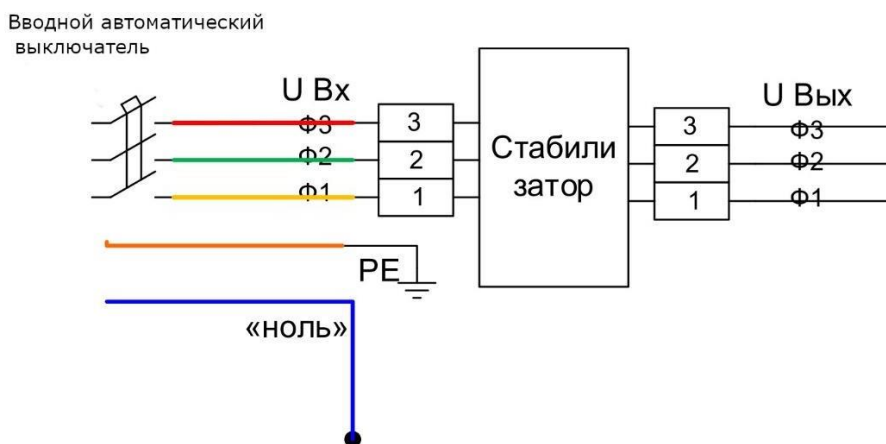 Вводной автоматический
выключатель
U Вх
U Вых
Ф3
3
3
Ф3
Ф2
2
2
Ф2
Ф1
1
1
Ф1
Стабили
затор
PE
«ноль»